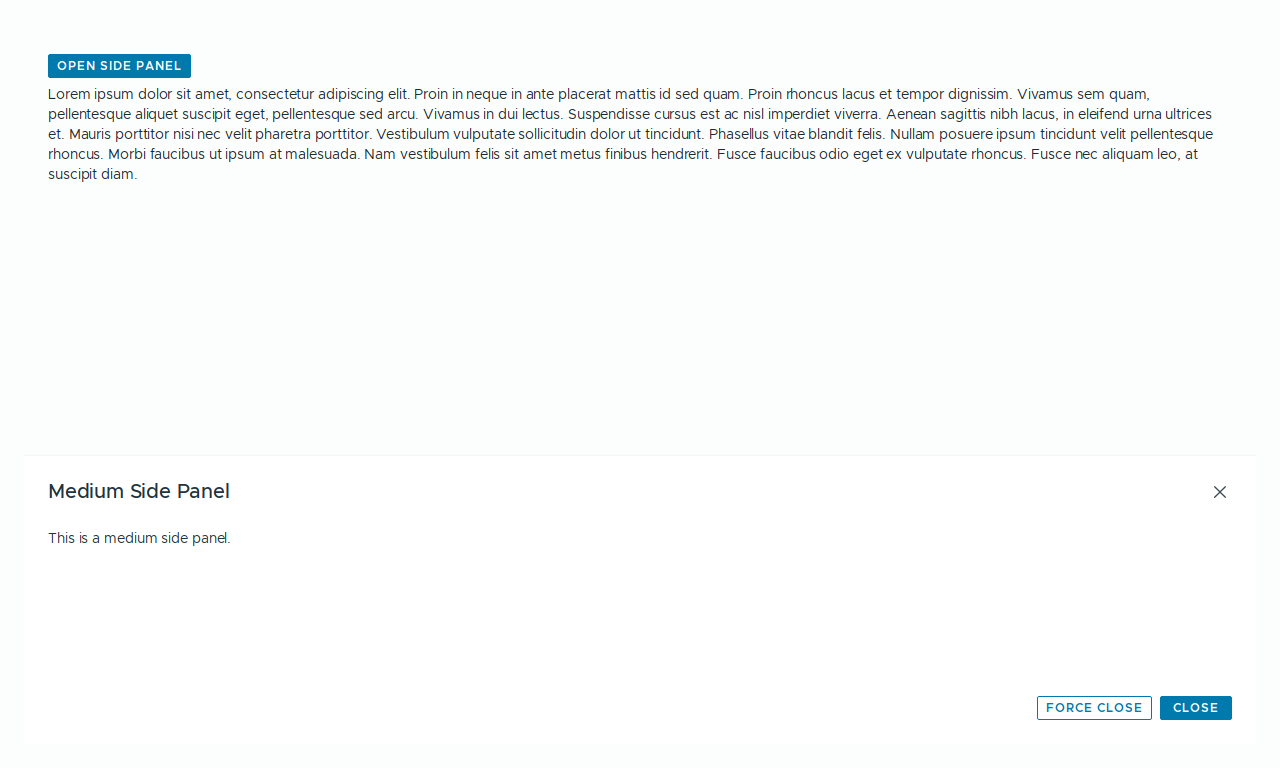 OPEN SIDE PANEL
Lorem ipsum dolor sit amet, consectetur adipiscing elit. Proin in neque in ante placerat mattis id sed quam. Proin rhoncus lacus et tempor dignissim. Vivamus sem quam,
pellentesque aliquet suscipit eget, pellentesque sed arcu. Vivamus in dui lectus. Suspendisse cursus est ac nisl imperdiet viverra. Aenean sagittis nibh lacus, in eleifend urna ultrices
et. Mauris porttitor nisi nec velit pharetra porttitor. Vestibulum vulputate sollicitudin dolor ut tincidunt. Phasellus vitae blandit felis. Nullam posuere ipsum tincidunt velit pellentesque
rhoncus. Morbi faucibus ut ipsum at malesuada. Nam vestibulum felis sit amet metus finibus hendrerit. Fusce faucibus odio eget ex vulputate rhoncus. Fusce nec aliquam leo, at
suscipit diam.
Medium Side Panel
This is a medium side panel.
FORCE CLOSE
CLOSE